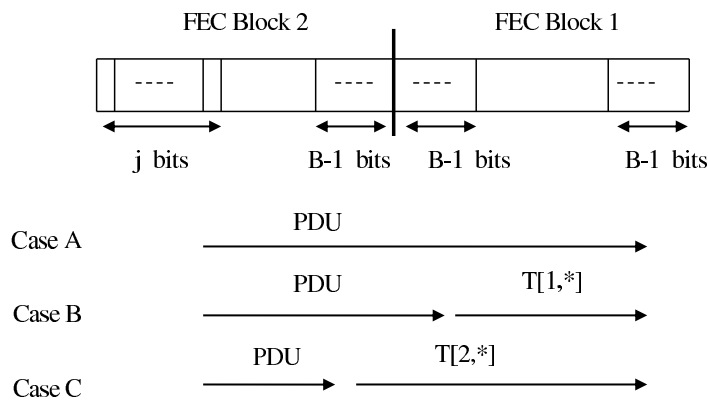 FEC Block 2 FEC Block 1
j bits B-1 bits B-1 bits B-1 bits
Case A PDU
Case B PDU T[1,*]
Case C PDU T[2,*]